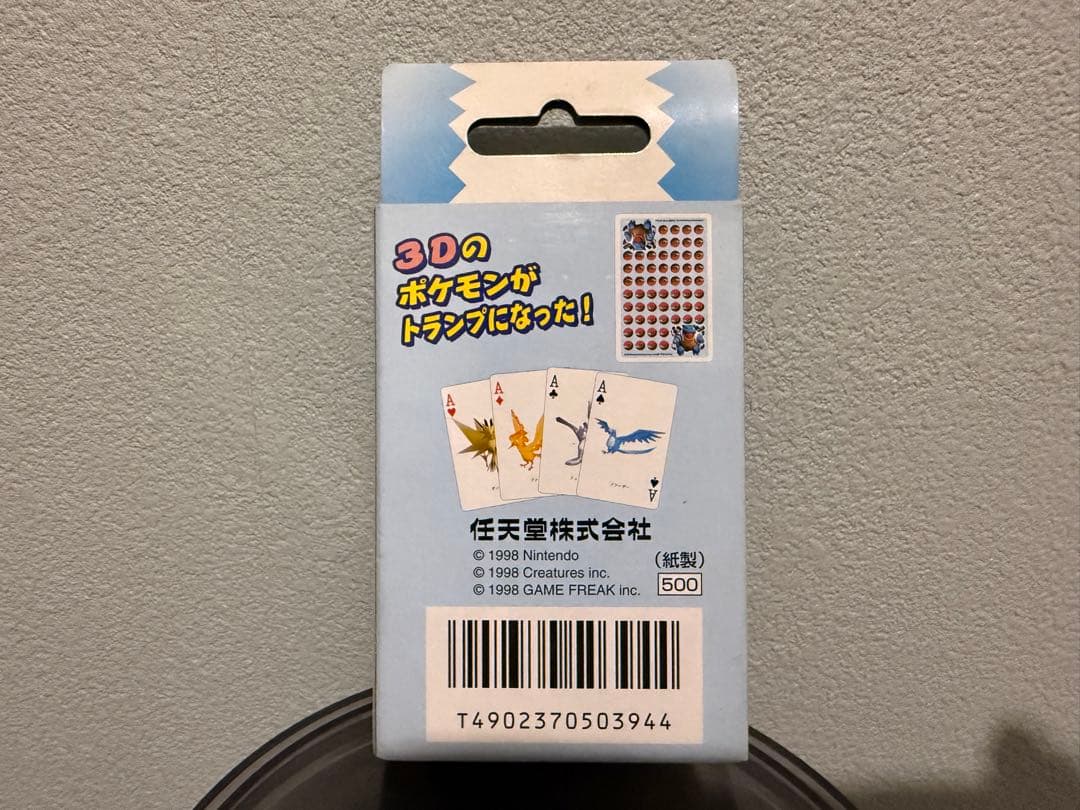 3Dの
ポケモンが
トランプになった!
A
A
A
A
A
任天堂株式会社
© 1998 Nintendo
© 1998 Creatures inc.
© 1998 GAME FREAK inc.
(紙製)
500
T4902370503944